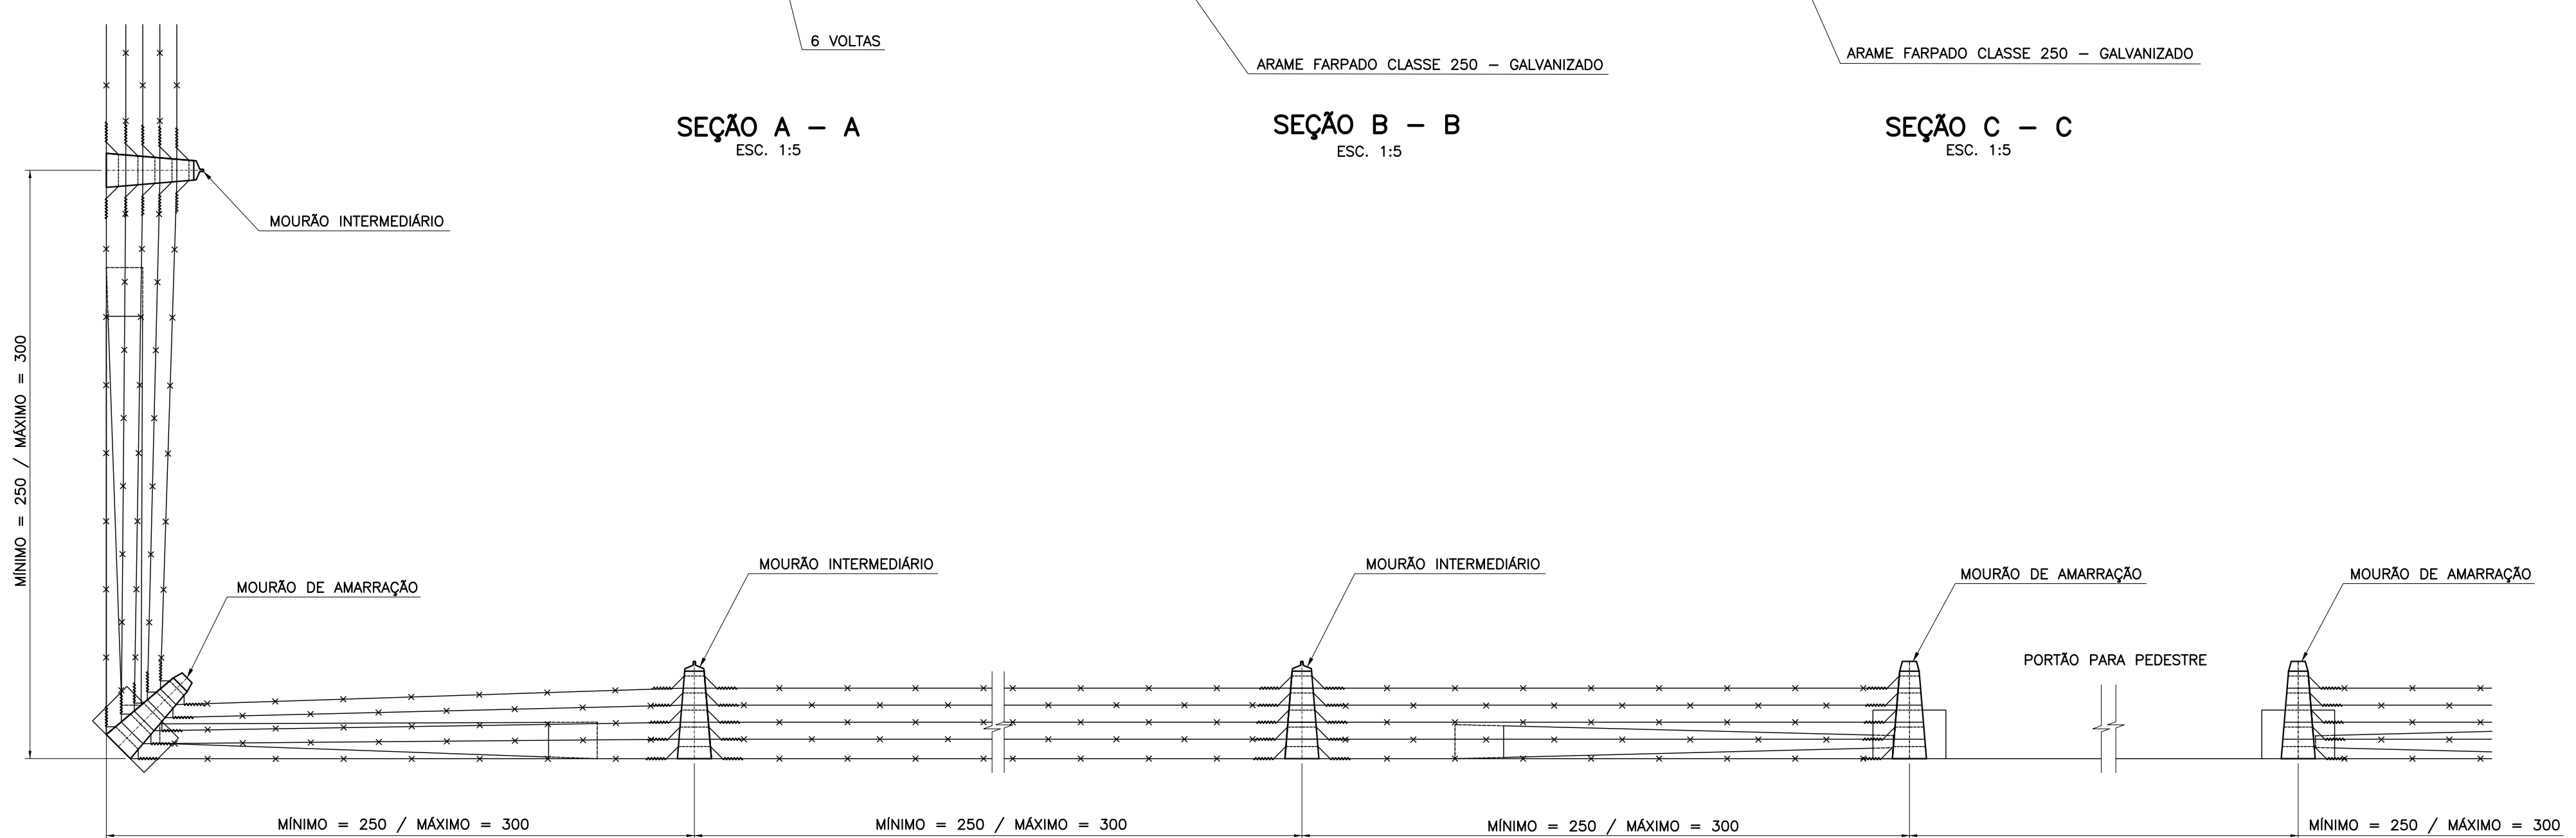 6 VOLTAS
ARAME FARPADO CLASSE 250 – GALVANIZADO
ARAME FARPADO CLASSE 250 – GALVANIZADO
SEÇÃO A – A
ESC. 1:5
SEÇÃO B – B
ESC. 1:5
SEÇÃO C – C
ESC. 1:5
MOURÃO INTERMEDIÁRIO
MÍNIMO = 250 / MÁXIMO = 300
MOURÃO DE AMARRAÇÃO
MOURÃO INTERMEDIÁRIO
MOURÃO INTERMEDIÁRIO
MOURÃO DE AMARRAÇÃO
MOURÃO DE AMARRAÇÃO
PORTÃO PARA PEDESTRE
MÍNIMO = 250 / MÁXIMO = 300
MÍNIMO = 250 / MÁXIMO = 300
MÍNIMO = 250 / MÁXIMO = 300
MÍNIMO = 250 / MÁXIMO = 300